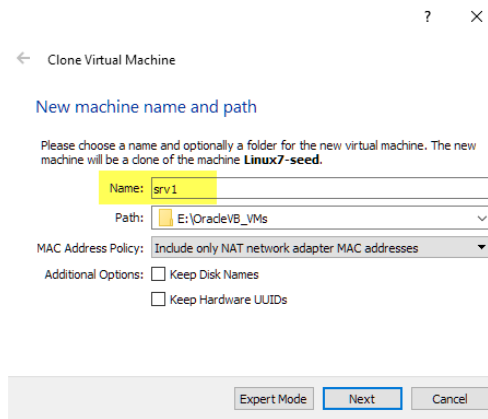 ?
Clone Virtual Machine
New machine name and path
Please choose a name and optionally a folder for the new virtual machine. The new
machine will be a clone of the machine Linux7-seed.
Name: srv1
Path: E:\OracleVB_VMs
MAC Address Policy: Include only NAT network adapter MAC addresses
Additional Options: Keep Disk Names
Keep Hardware UUIDs
Expert Mode Next Cancel